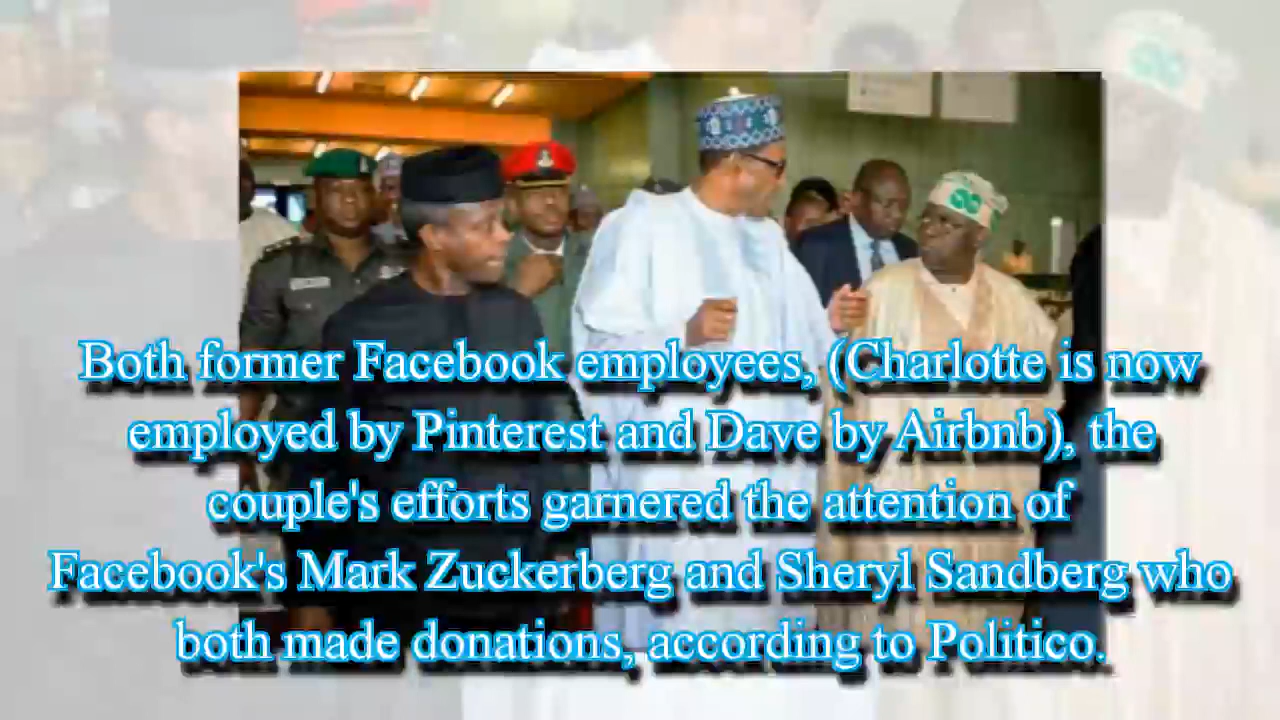 Both former Facebook employees, (Charlotte is now
employed by Pinterest and Dave by Airbnb), the
couple's efforts garnered the attention of
Facebook's Mark Zuckerberg and Sheryl Sandberg who
both made donations, according to Politico.